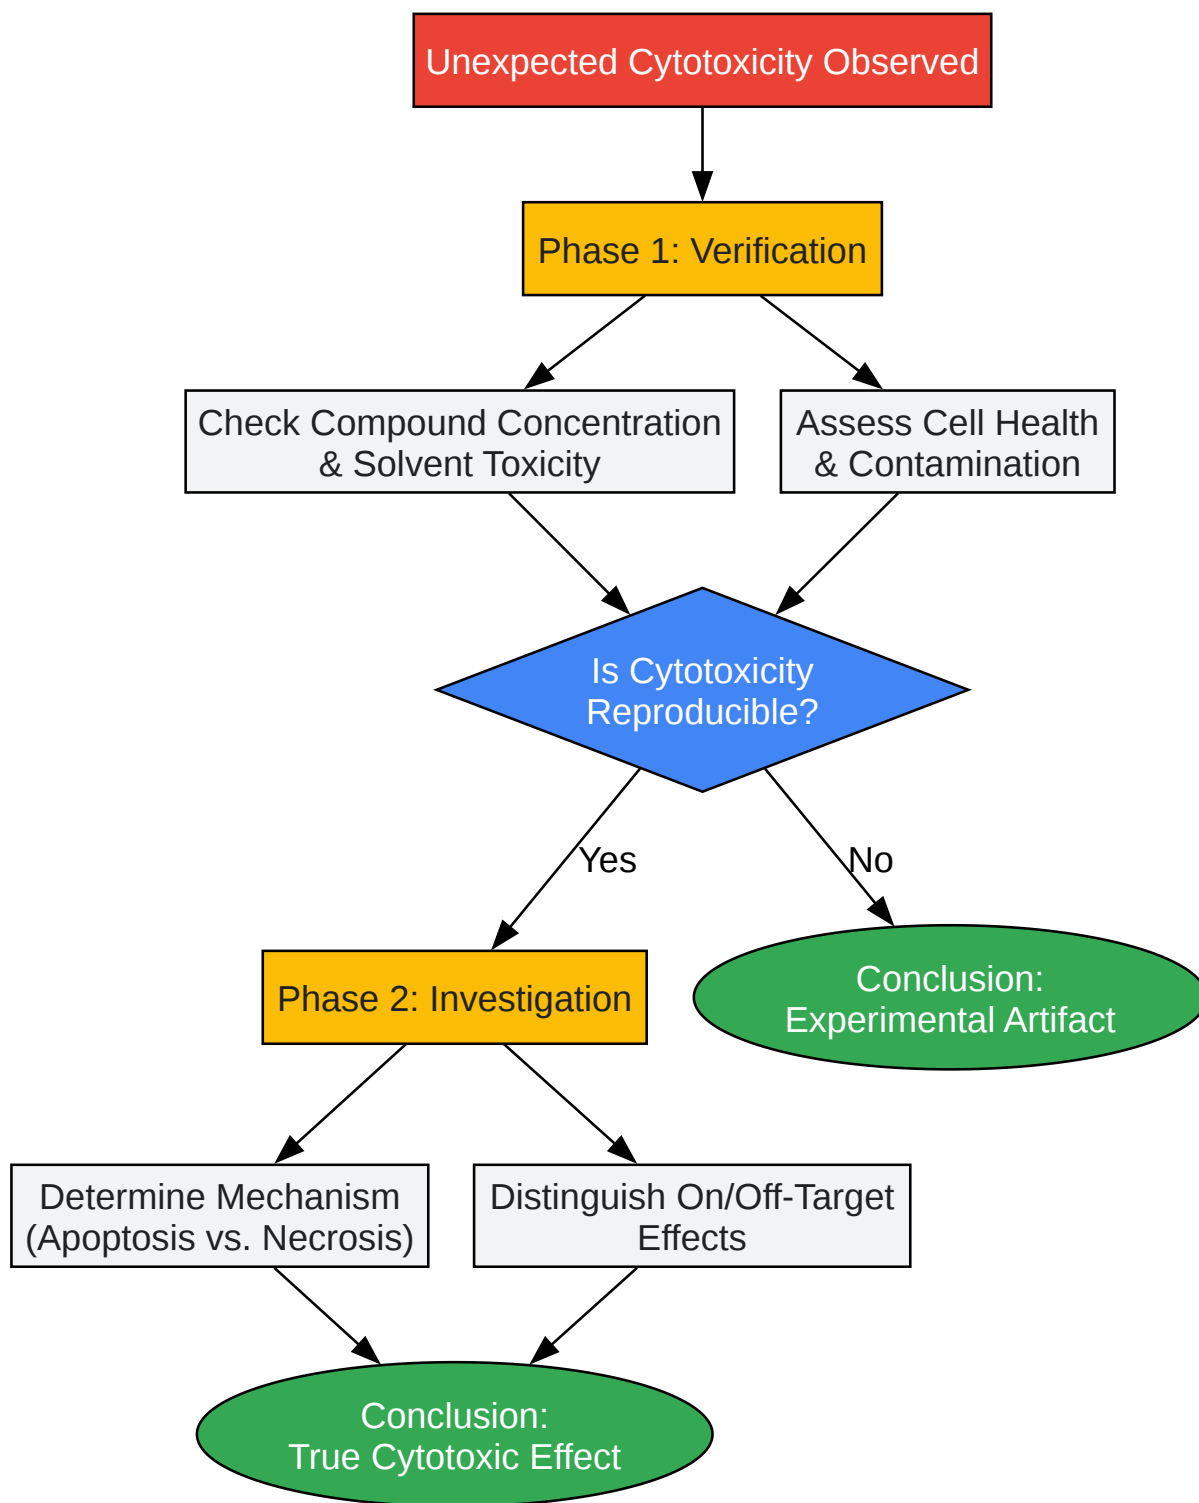 Unexpected Cytotoxicity Observed
Phase 1: Verification
Check Compound Concentration
& Solvent Toxicity
Assess Cell Health
& Contamination
Is Cytotoxicity
Reproducible?
Yes
No
Phase 2: Investigation
Conclusion:
Experimental Artifact
Determine Mechanism
(Apoptosis vs. Necrosis)
Distinguish On/Off-Target
Effects
Conclusion:
True Cytotoxic Effect